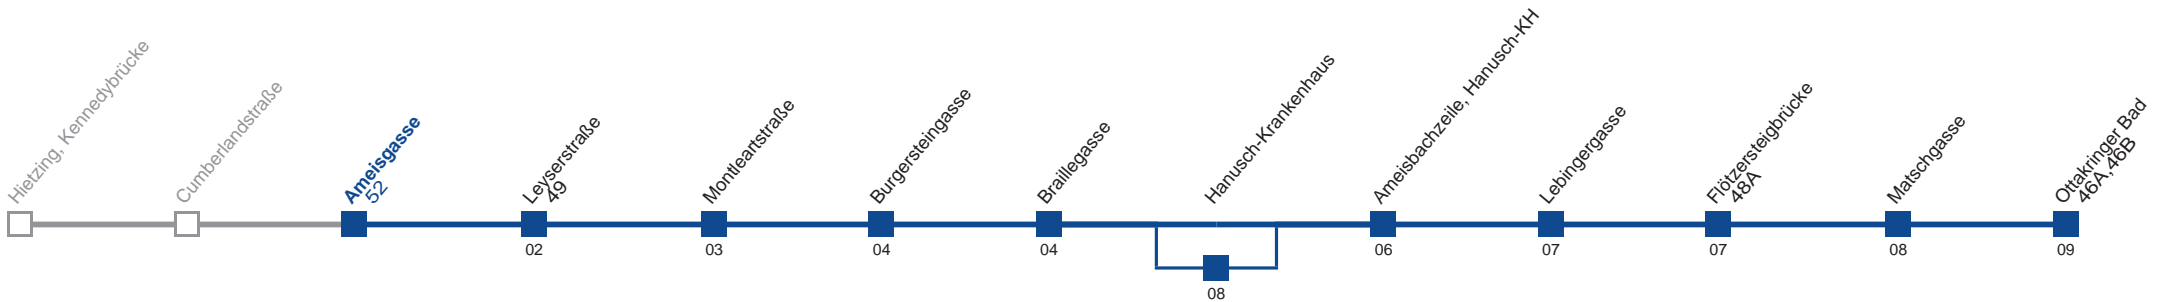 Hietzing, Kennedybrücke
Cumberlandstraße
Ameisgasse
52
Leyserstraße
49
02
Montleartstraße
03
Burgersteingasse
04
Braillegasse
04
Hanusch-Krankenhaus
08
Ameisbachzeile, Hanusch-KH
06
Lebingergasse
07
Flötzersteigbrücke
48A
07
Matschgasse
08
Ottakringer Bad
46A,46B
09